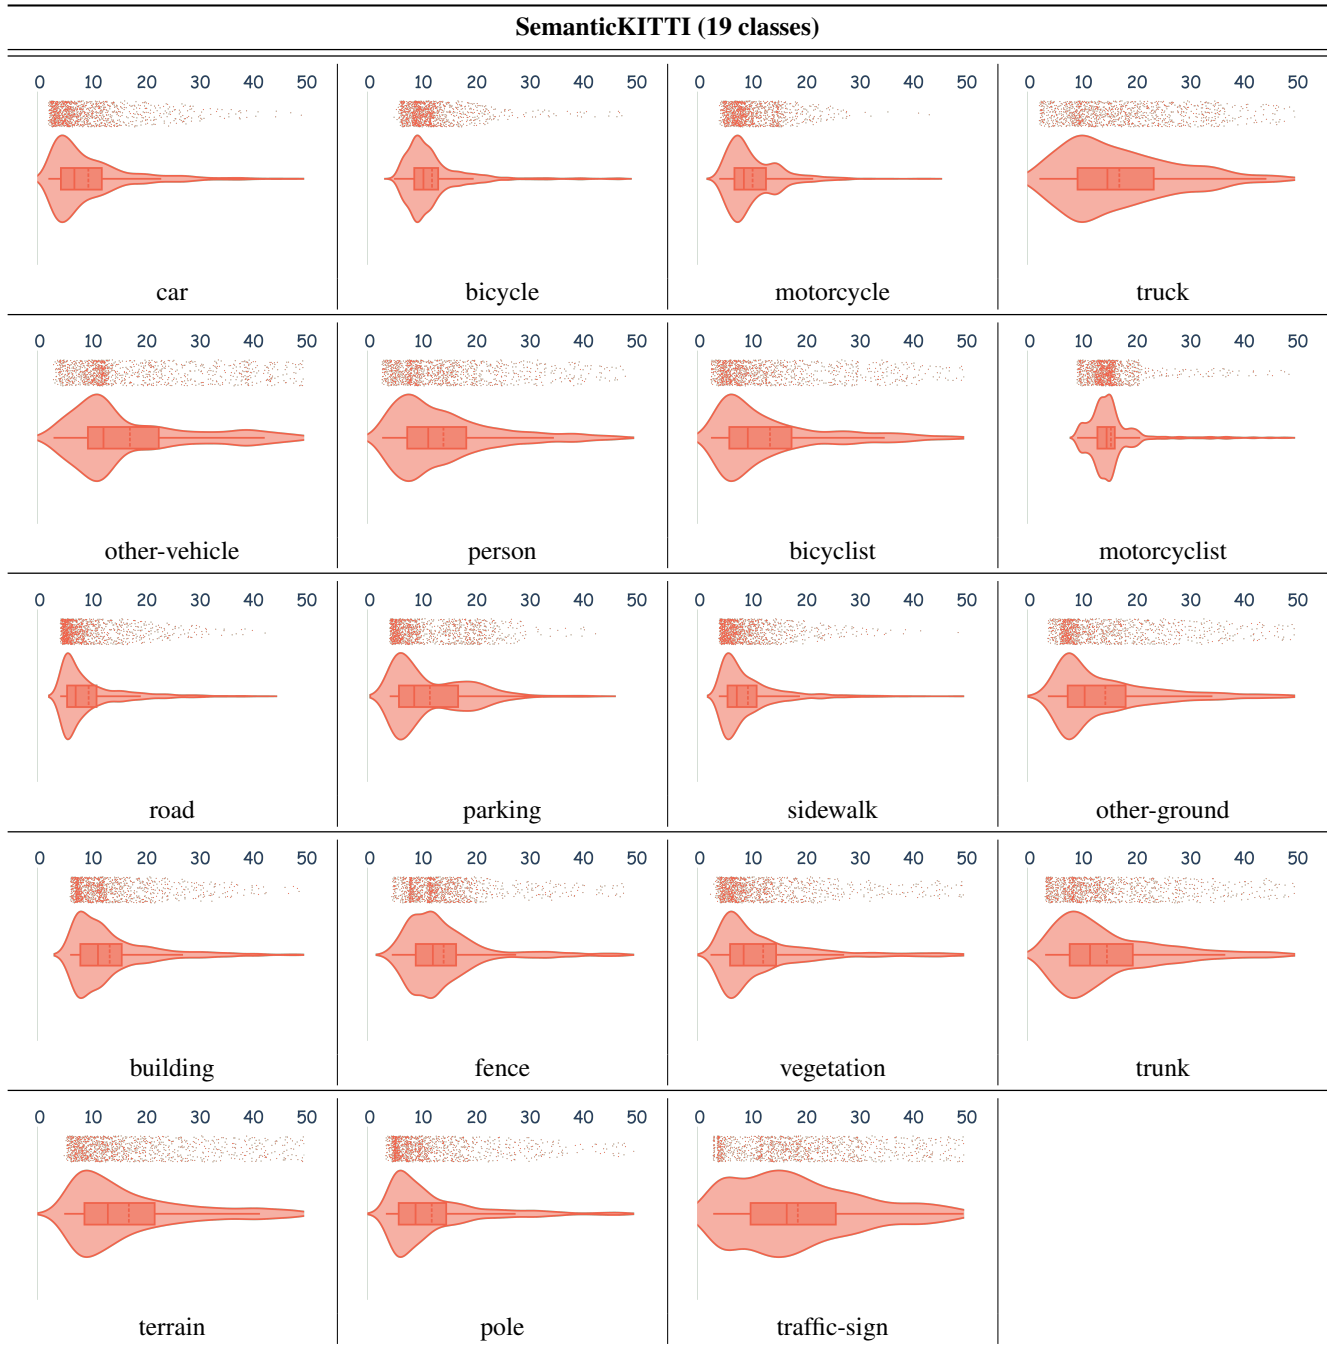 SemanticKITTI (19 classes)
0 10 20 30 40 50 0 10 20 30 40 50 0 10 20 30 40 50 0 10 20 30 40 50
car bicycle motorcycle truck
0 10 20 30 40 50 0 10 20 30 40 50 0 10 20 30 40 50 0 10 20 30 40 50
other-vehicle person bicyclist motorcyclist
0 10 20 30 40 50 0 10 20 30 40 50 0 10 20 30 40 50 0 10 20 30 40 50
road parking sidewalk other-ground
0 10 20 30 40 50 0 10 20 30 40 50 0 10 20 30 40 50 0 10 20 30 40 50
building fence vegetation trunk
0 10 20 30 40 50 0 10 20 30 40 50 0 10 20 30 40 50
terrain pole traffic-sign